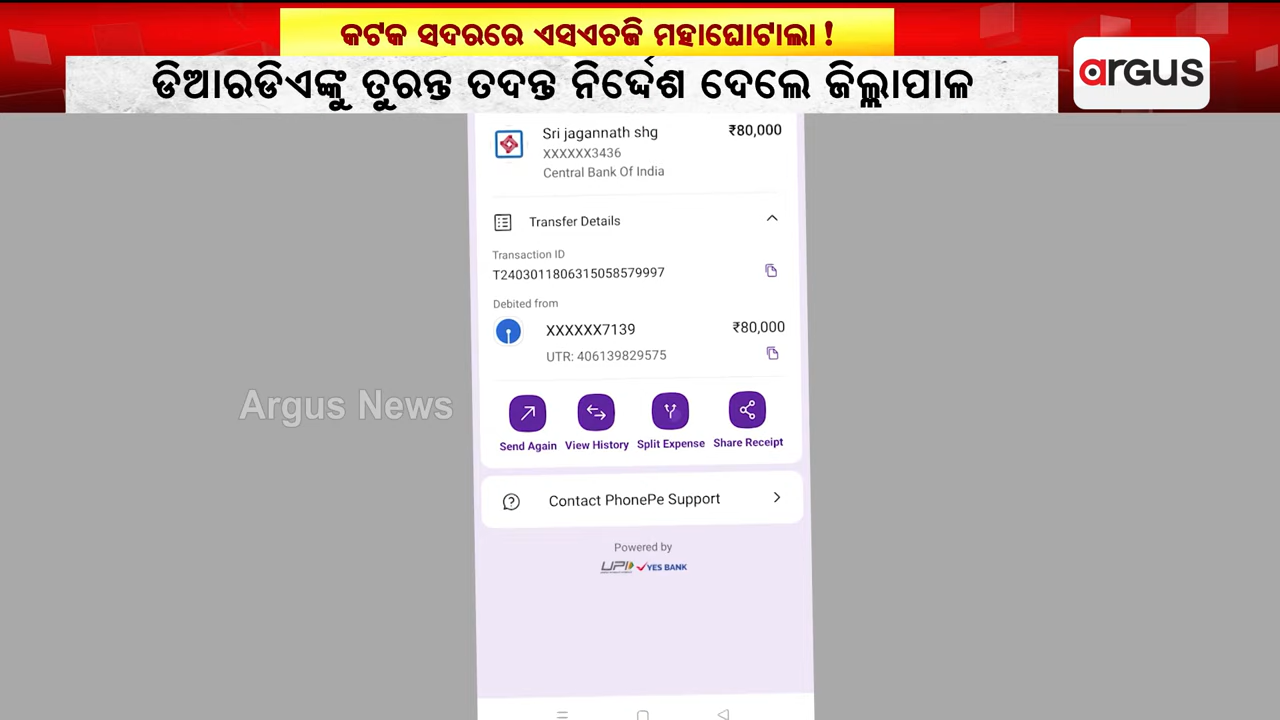 କଟକ ସଦରରେ ଏସଏଚଜି ମହାଘୋଟାଲା !
ଡିଆରଡିଏଙ୍କୁ ତୁରନ୍ତ ତଦନ୍ତ ନିର୍ଦ୍ଦେଶ ଦେଲେ ଜିଲ୍ଲାପାଳ
argus
Sri jagannath shg ₹80,000
XXXXXX3436
Central Bank Of India
Transfer Details
Transaction ID
T2403011806315058579997
Debited from
XXXXXX7139 ₹80,000
UTR: 406139829575
Argus News
Send Again View History Split Expense Share Receipt
Contact PhonePe Support
Powered by
UPI YES BANK